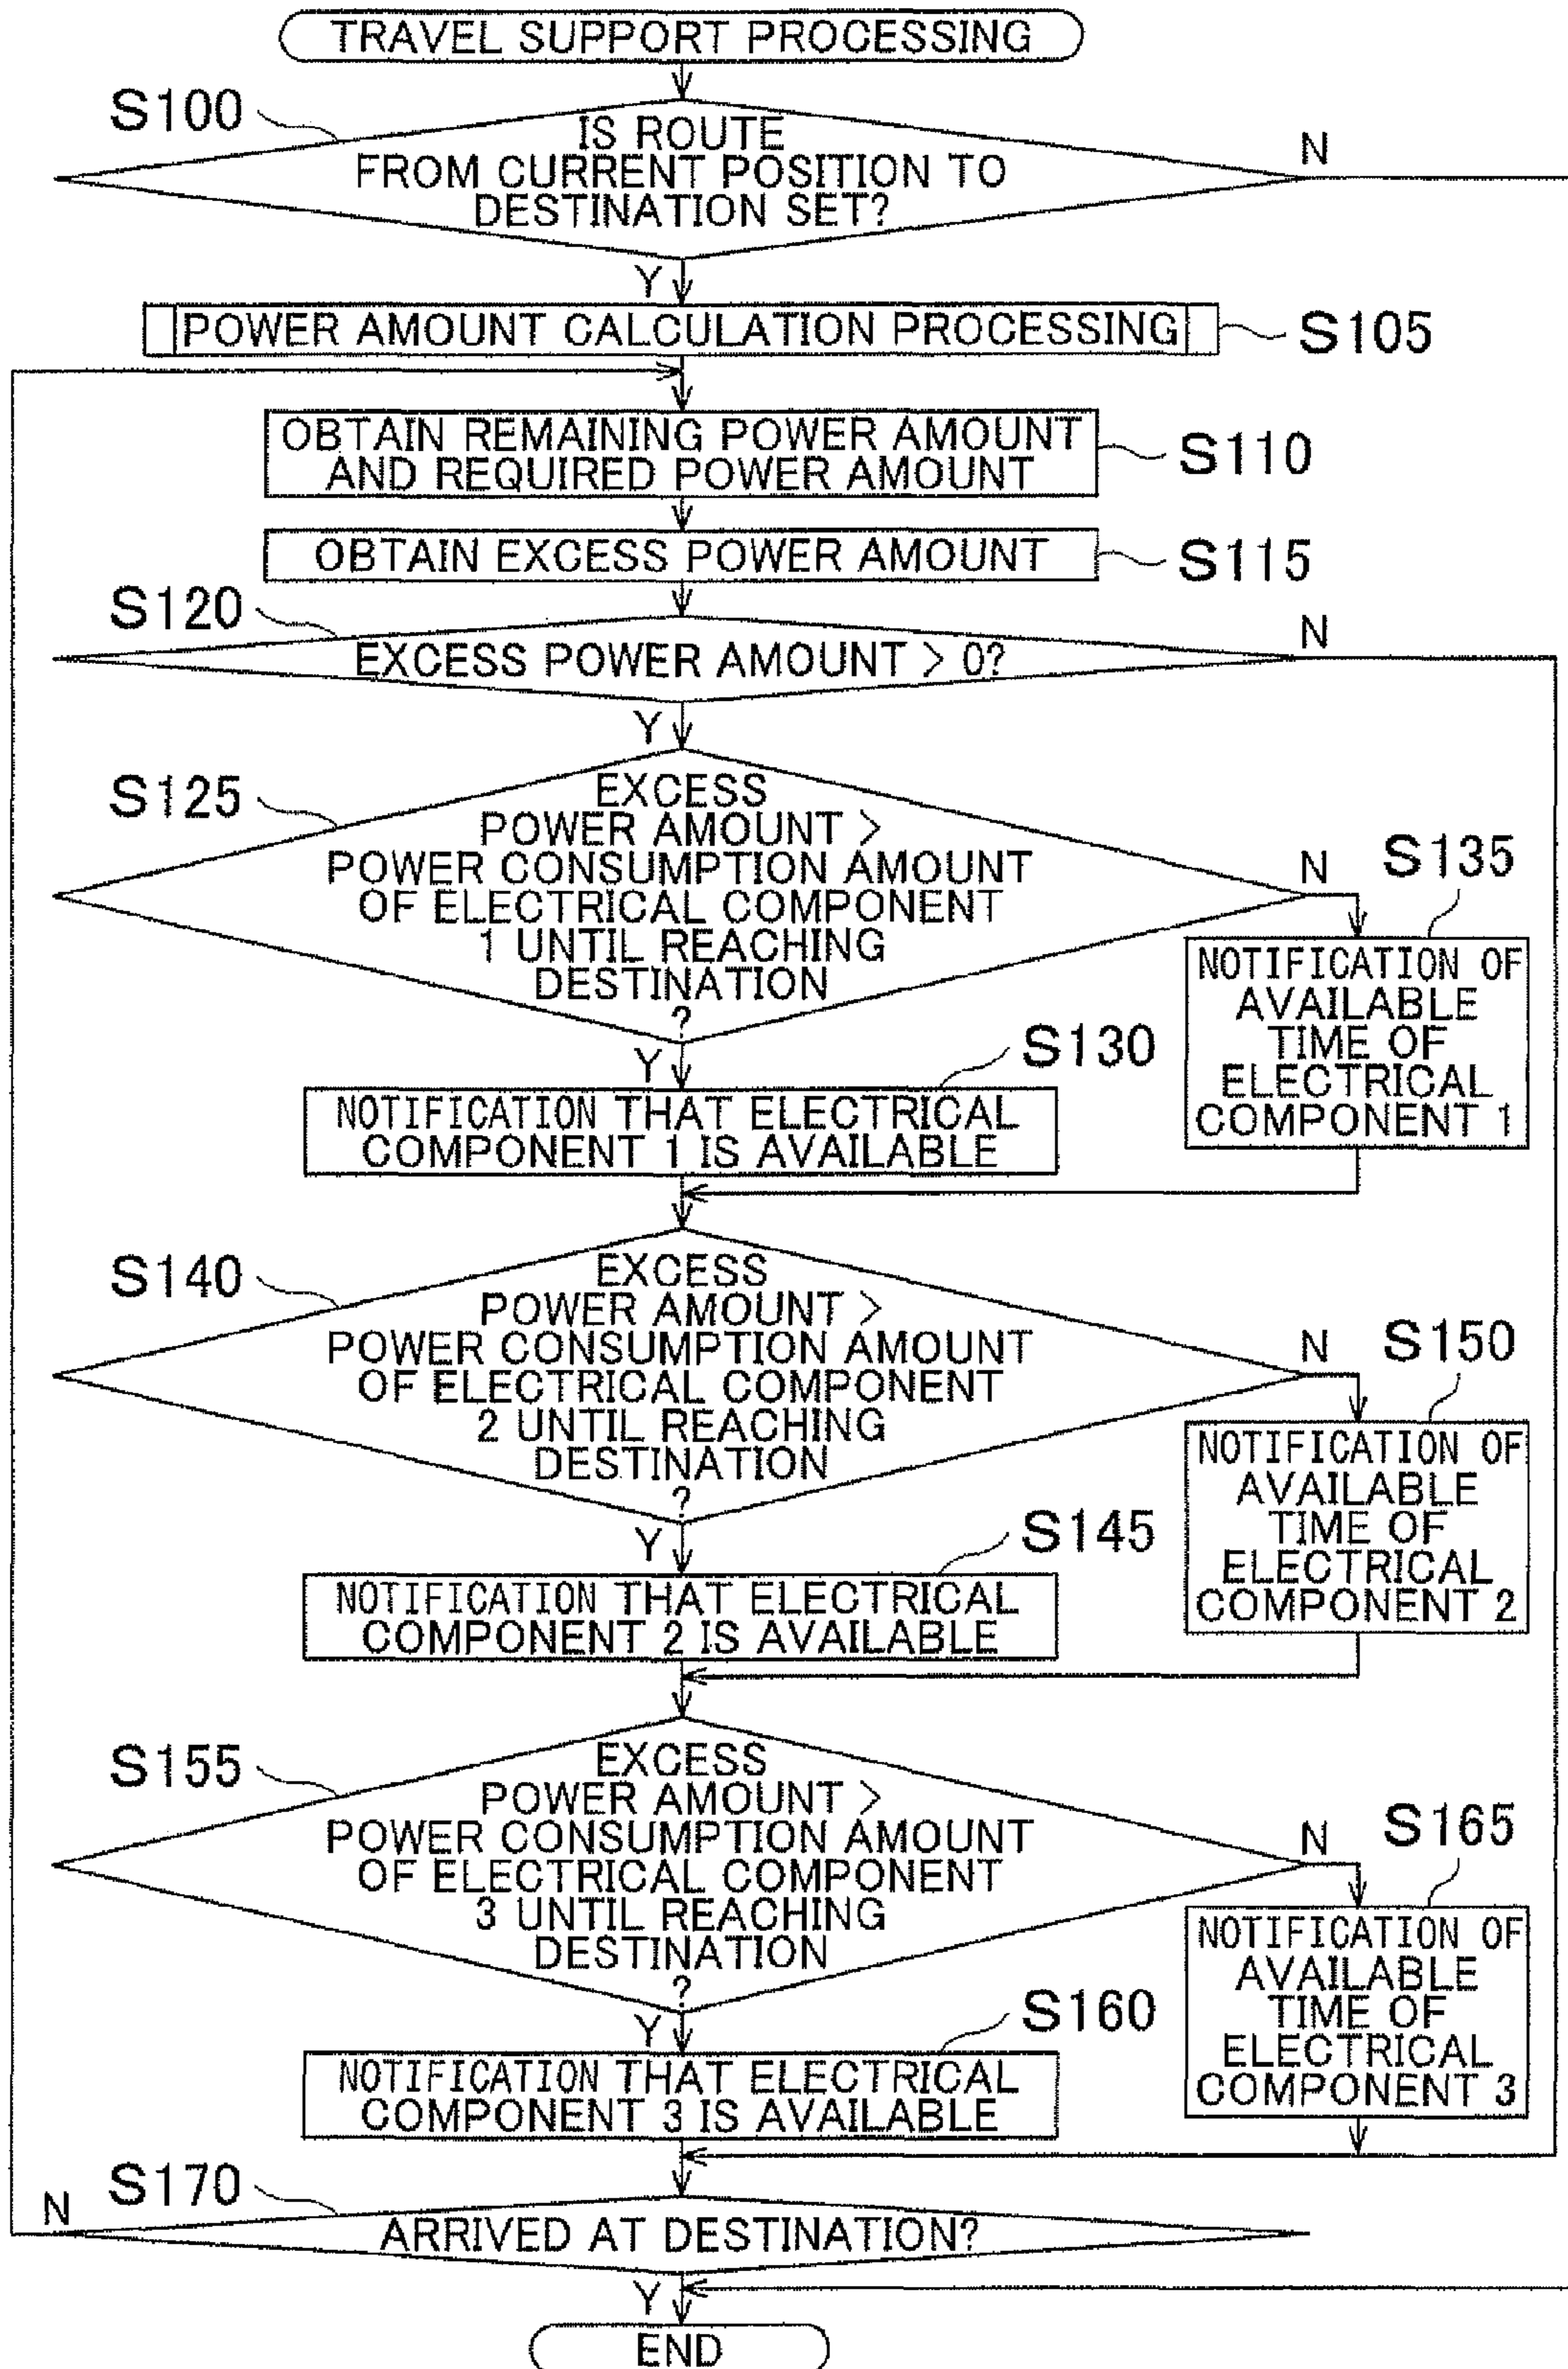 TRAVEL SUPPORT PROCESSING
S100
IS ROUTE
FROM CURRENT POSITION TO
DESTINATION SET?
N
Y
POWER AMOUNT CALCULATION PROCESSING
S105
OBTAIN REMAINING POWER AMOUNT
AND REQUIRED POWER AMOUNT
S110
OBTAIN EXCESS POWER AMOUNT
S115
S120
EXCESS POWER AMOUNT > 0?
N
Y
S125
EXCESS
POWER AMOUNT >
POWER CONSUMPTION AMOUNT
OF ELECTRICAL COMPONENT
1 UNTIL REACHING
DESTINATION
?
N
S135
NOTIFICATION OF
AVAILABLE
TIME OF
ELECTRICAL
COMPONENT 1
Y
S130
NOTIFICATION THAT ELECTRICAL
COMPONENT 1 IS AVAILABLE
S140
EXCESS
POWER AMOUNT >
POWER CONSUMPTION AMOUNT
OF ELECTRICAL COMPONENT
2 UNTIL REACHING
DESTINATION
?
N
S150
NOTIFICATION OF
AVAILABLE
TIME OF
ELECTRICAL
COMPONENT 2
Y
S145
NOTIFICATION THAT ELECTRICAL
COMPONENT 2 IS AVAILABLE
S155
EXCESS
POWER AMOUNT >
POWER CONSUMPTION AMOUNT
OF ELECTRICAL COMPONENT
3 UNTIL REACHING
DESTINATION
?
N
S165
NOTIFICATION OF
AVAILABLE
TIME OF
ELECTRICAL
COMPONENT 3
Y
S160
NOTIFICATION THAT ELECTRICAL
COMPONENT 3 IS AVAILABLE
S170
N
ARRIVED AT DESTINATION?
Y
END